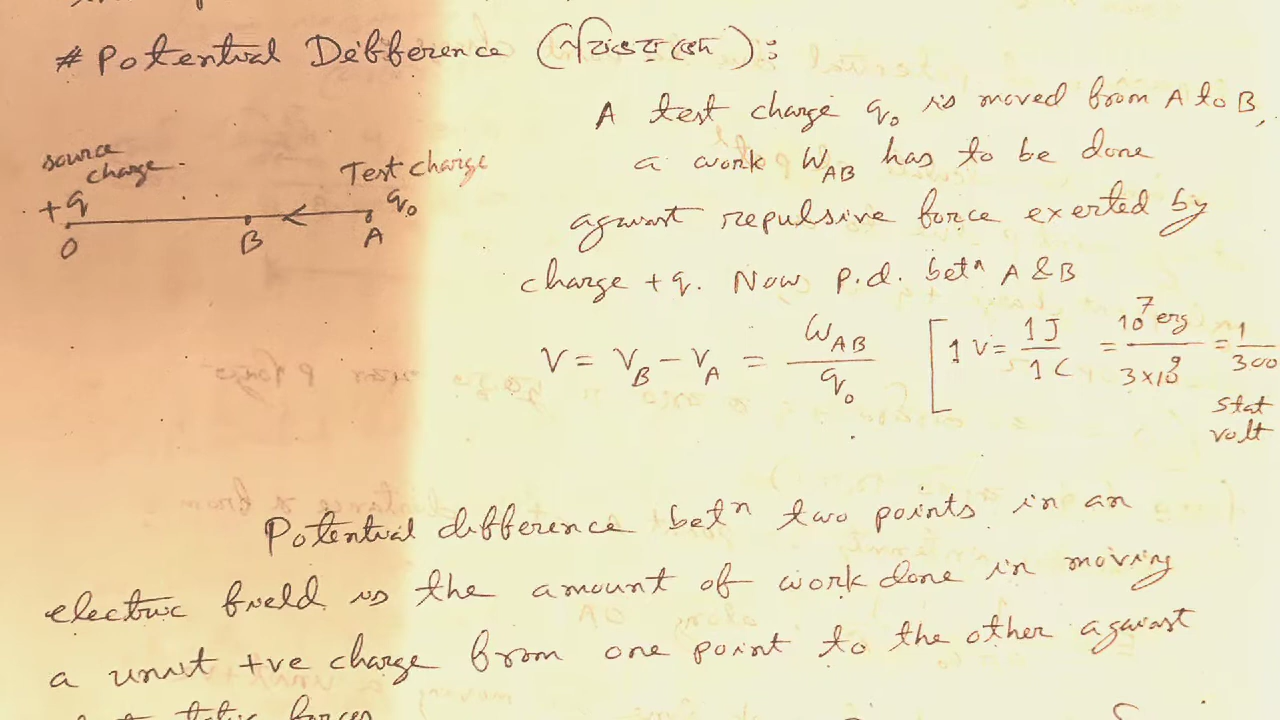 # Potential Difference (বিভব ভেদ):
A test charge q₀ is moved from A to B,
source charge
Test charge
a work W_AB has to be done
+q
q₀
O
B
A
against repulsive force exerted by
charge +q. Now p.d. betⁿ A & B
V = V_B − V_A = W_AB / q₀ [ 1 V = 1J / 1C = 10⁷ erg / 3×10⁹ = 1 / 300 stat volt
Potential difference betⁿ two points in an
electric field is the amount of work done in moving
a unit +ve charge from one point to the other against
forces